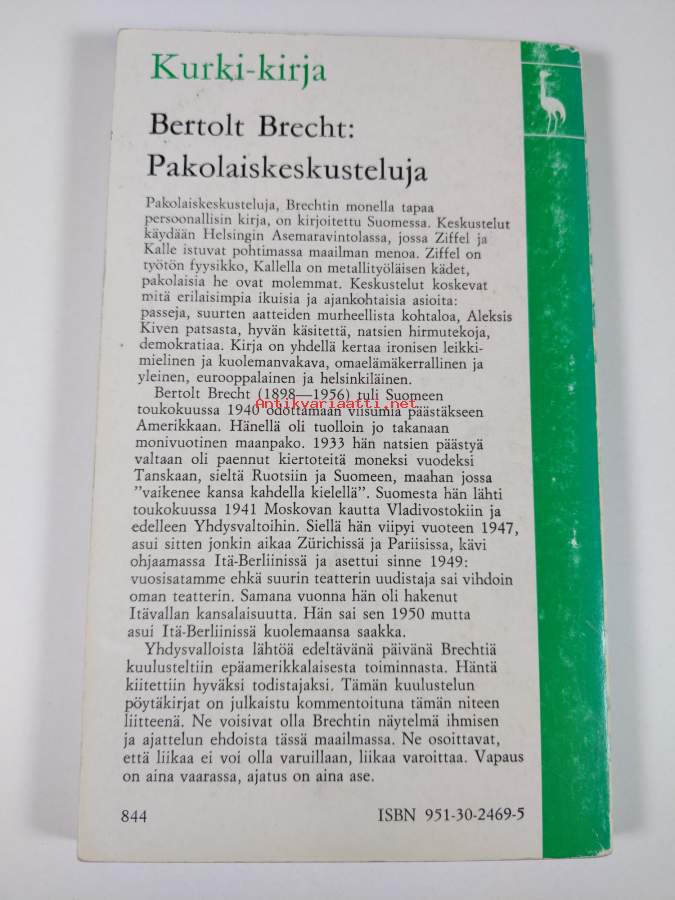 Kurki-kirja
Bertolt Brecht:
Pakolaiskeskusteluja
Pakolaiskeskusteluja, Brechtin monella tapaa
persoonallisin kirja, on kirjoitettu Suomessa. Keskustelut
käydään Helsingin Asemaravintolassa, jossa Ziffel ja
Kalle istuvat pohtimassa maailman menoa. Ziffel on
työtön fyysikko, Kallella on metallityöläisen kädet,
pakolaisia he ovat molemmat. Keskustelut koskevat
mitä erilaisimpia ikuisia ja ajankohtaisia asioita:
passeja, suurten aatteiden murheellista kohtaloa, Aleksis
Kiven patsasta, hyvän käsitettä, natsien hirmutekoja,
demokratiaa. Kirja on yhdellä kertaa ironisen leikki-
mielinen ja kuolemanvakava, omaelämäkerrallinen ja
yleinen, eurooppalainen ja helsinkiläinen.
Bertolt Brecht (1898—1956) tuli Suomeen
Antikvariaatti.net
toukokuussa 1940 odottamaan viisumia päästäkseen
Amerikkaan. Hänellä oli tuolloin jo takanaan
monivuotinen maanpako. 1933 hän natsien päästyä
valtaan oli paennut kiertoteitä moneksi vuodeksi
Tanskaan, sieltä Ruotsiin ja Suomeen, maahan jossa
"vaikenee kansa kahdella kielellä". Suomesta hän lähti
toukokuussa 1941 Moskovan kautta Vladivostokiin ja
edelleen Yhdysvaltoihin. Siellä hän viipyi vuoteen 1947,
asui sitten jonkin aikaa Zürichissä ja Pariisissa, kävi
ohjaamassa Itä-Berliinissä ja asettui sinne 1949:
vuosisatamme ehkä suurin teatterin uudistaja sai vihdoin
oman teatterin. Samana vuonna hän oli hakenut
Itävallan kansalaisuutta. Hän sai sen 1950 mutta
asui Itä-Berliinissä kuolemaansa saakka.
Yhdysvalloista lähtöä edeltävänä päivänä Brechtiä
kuulusteltiin epäamerikkalaisesta toiminnasta. Häntä
kiitettiin hyväksi todistajaksi. Tämän kuulustelun
pöytäkirjat on julkaistu kommentoituna tämän niteen
liitteenä. Ne voisivat olla Brechtin näytelmä ihmisen
ja ajattelun ehdoista tässä maailmassa. Ne osoittavat,
että liikaa ei voi olla varuillaan, liikaa varoittaa. Vapaus
on aina vaarassa, ajatus on aina ase.
844
ISBN 951-30-2469-5